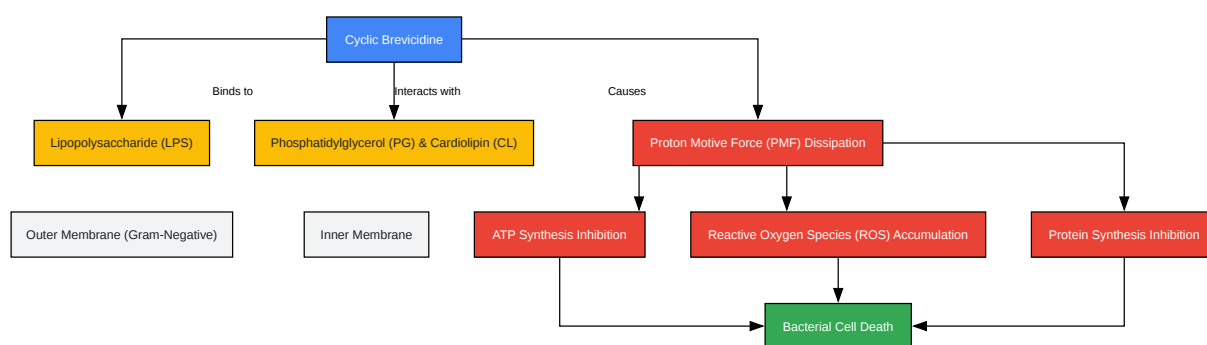 Cyclic Brevicidine
Binds to
Interacts with
Causes
Lipopolysaccharide (LPS)
Phosphatidylglycerol (PG) & Cardiolipin (CL)
Proton Motive Force (PMF) Dissipation
Outer Membrane (Gram-Negative)
Inner Membrane
ATP Synthesis Inhibition
Reactive Oxygen Species (ROS) Accumulation
Protein Synthesis Inhibition
Bacterial Cell Death